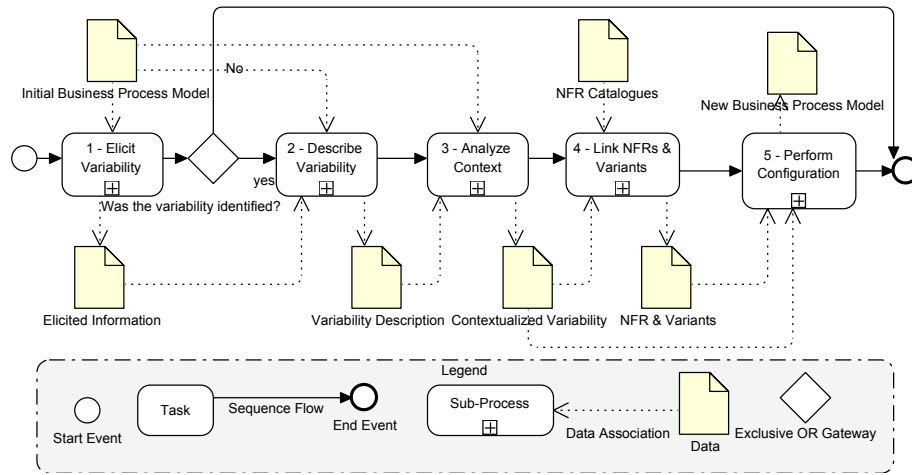 No
Initial Business Process Model
NFR Catalogues
New Business Process Model
1 - Elicit
Variability
2 - Describe
Variability
3 - Analyze
Context
4 - Link NFRs &
Variants
5 - Perform
Configuration
yes
Was the variability identified?
Elicited Information
Variability Description
Contextualized Variability
NFR & Variants
Legend
Start Event
Task
Sequence Flow
End Event
Sub-Process
Data Association
Data
Exclusive OR Gateway